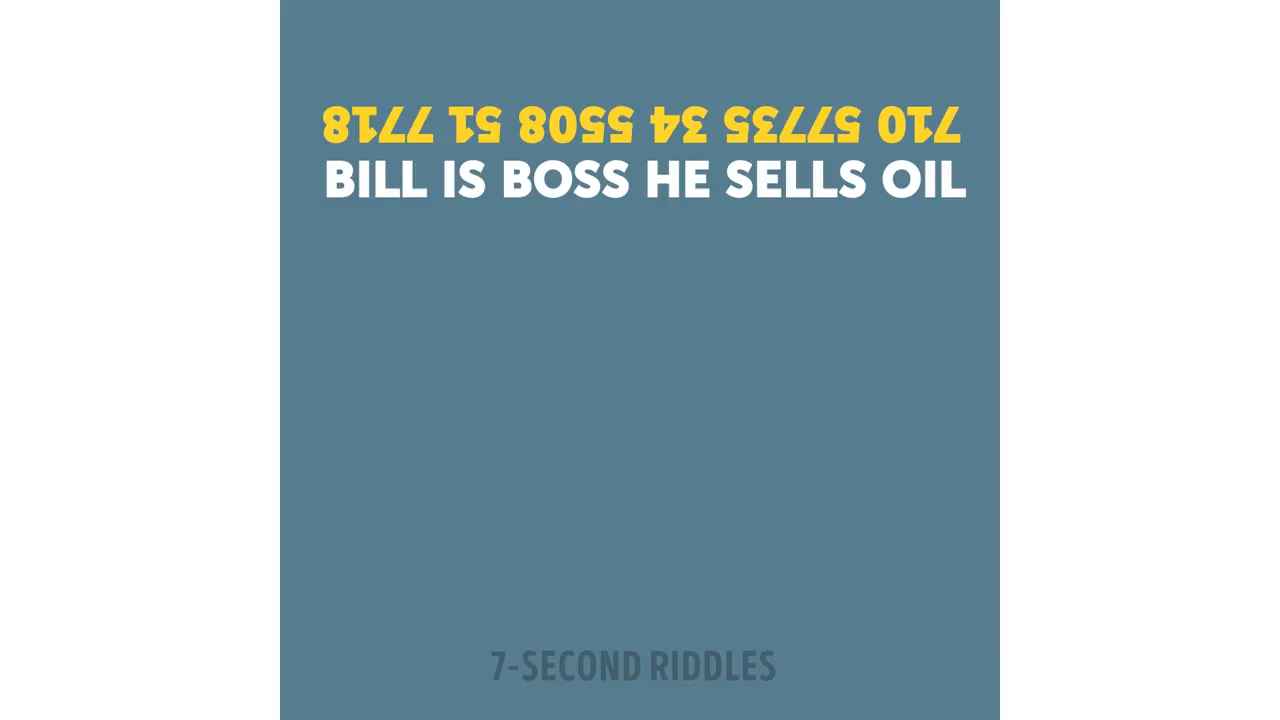 710 57735 34 5508 51 7718
BILL IS BOSS HE SELLS OIL
7-SECOND RIDDLES